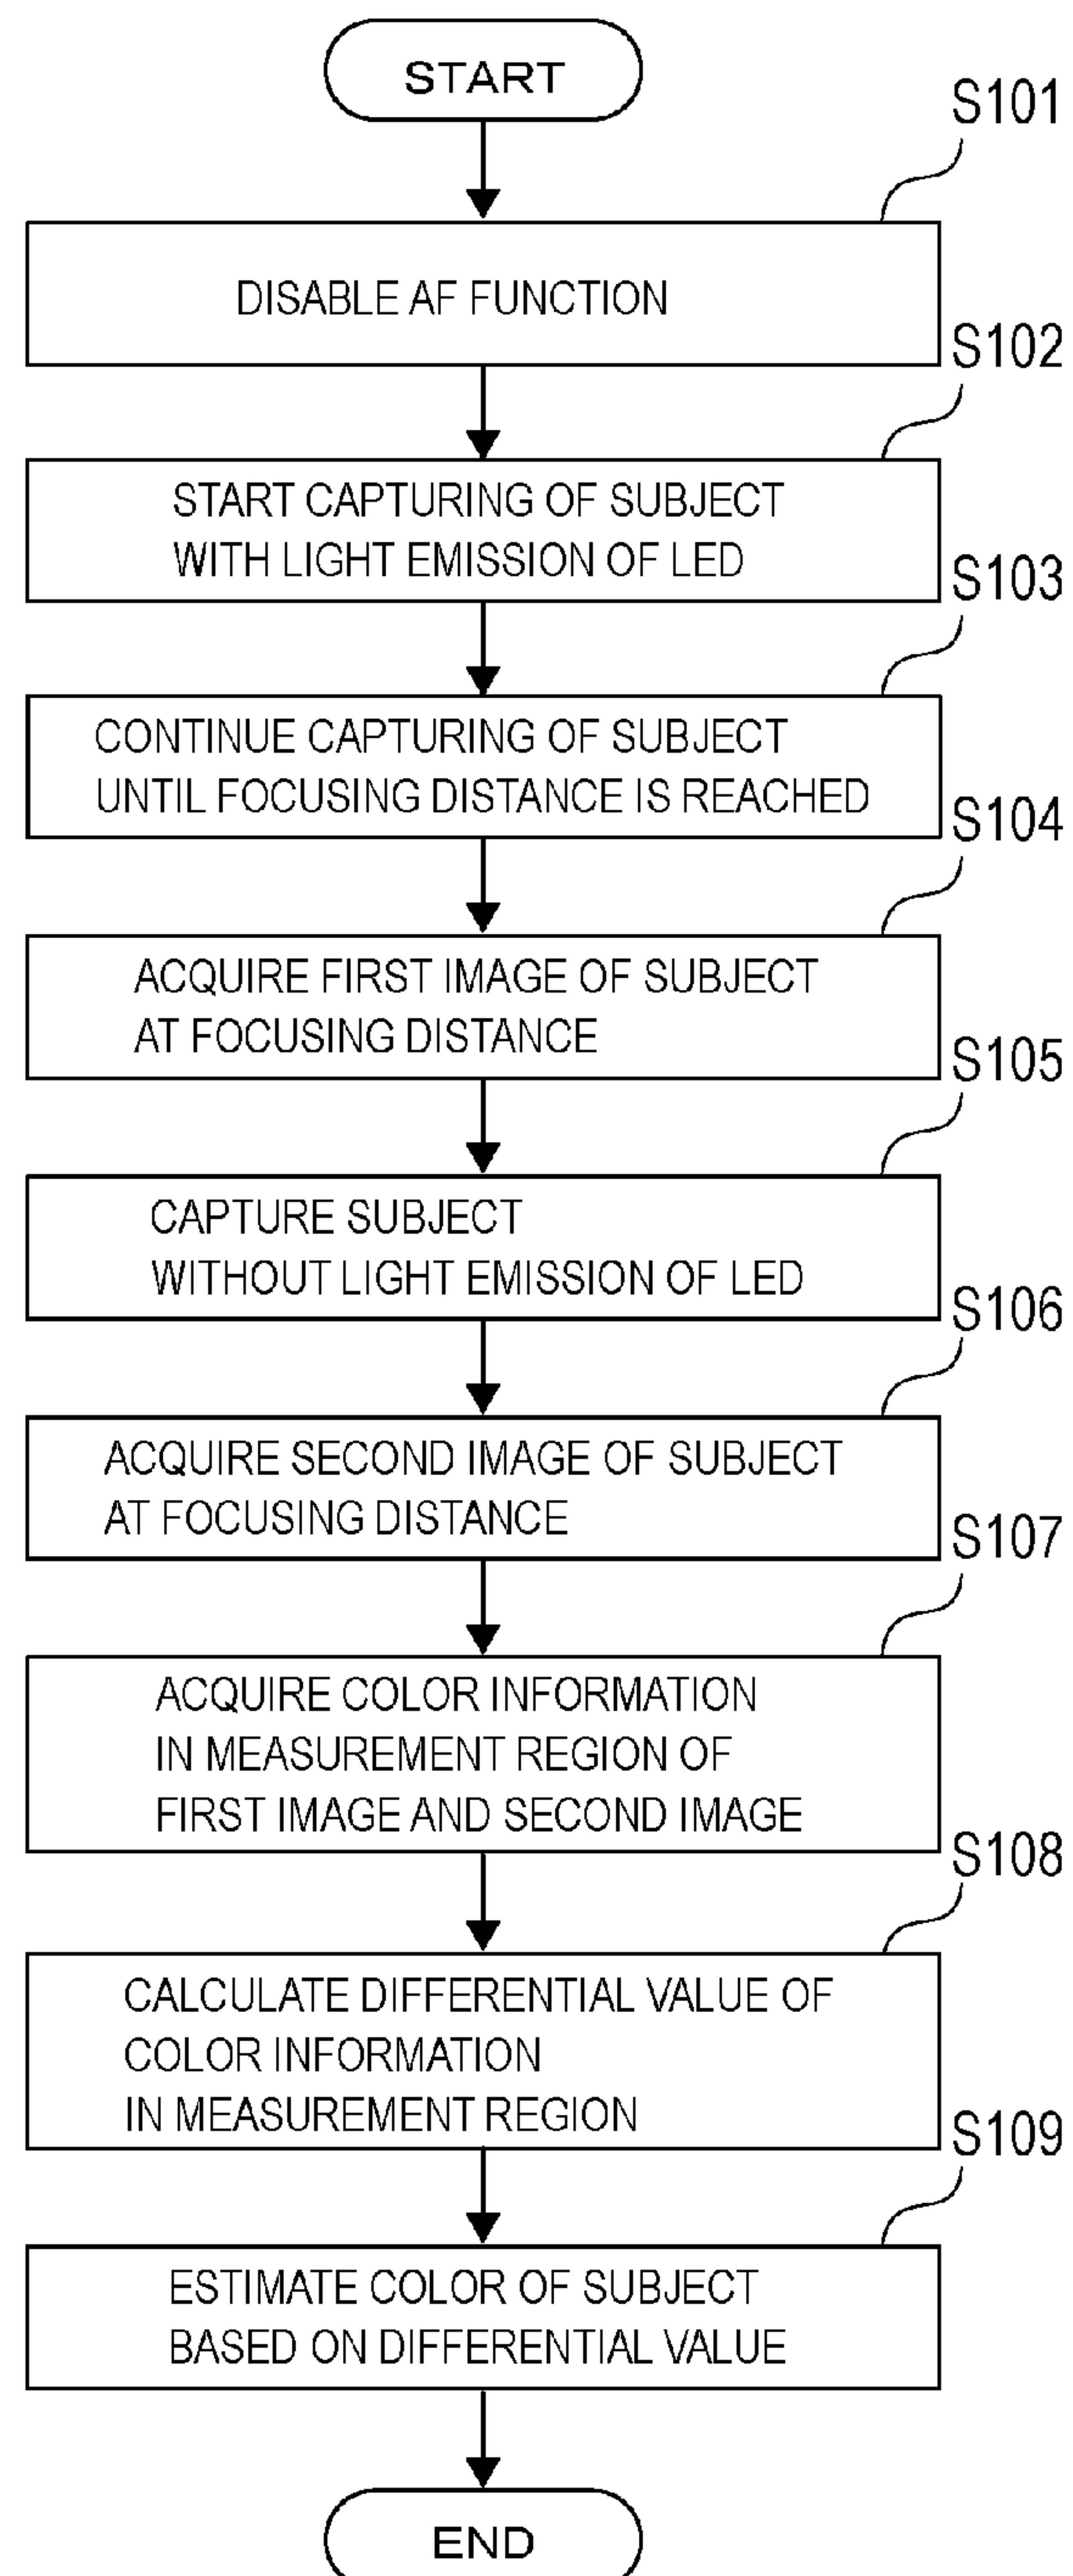 START
S101
DISABLE AF FUNCTION
S102
START CAPTURING OF SUBJECT
WITH LIGHT EMISSION OF LED
S103
CONTINUE CAPTURING OF SUBJECT
UNTIL FOCUSING DISTANCE IS REACHED
S104
ACQUIRE FIRST IMAGE OF SUBJECT
AT FOCUSING DISTANCE
S105
CAPTURE SUBJECT
WITHOUT LIGHT EMISSION OF LED
S106
ACQUIRE SECOND IMAGE OF SUBJECT
AT FOCUSING DISTANCE
S107
ACQUIRE COLOR INFORMATION
IN MEASUREMENT REGION OF
FIRST IMAGE AND SECOND IMAGE
S108
CALCULATE DIFFERENTIAL VALUE OF
COLOR INFORMATION
IN MEASUREMENT REGION
S109
ESTIMATE COLOR OF SUBJECT
BASED ON DIFFERENTIAL VALUE
END